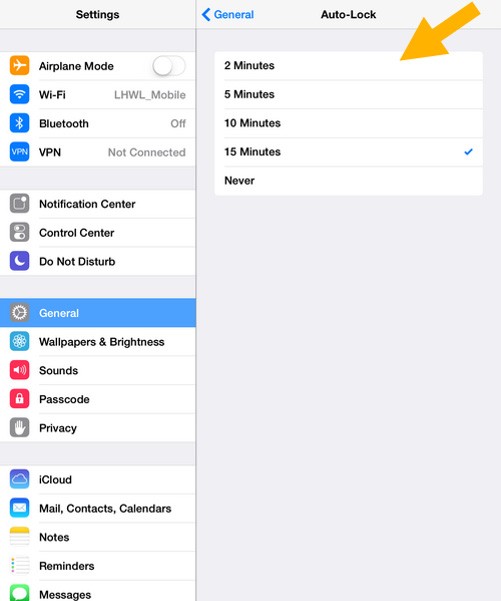 Settings
Airplane Mode
Wi-Fi LHWL_Mobile
Bluetooth Off
VPN VPN Not Connected
Notification Center
Control Center
Do Not Disturb
General
Wallpapers & Brightness
Sounds
Passcode
Privacy
iCloud
Mail, Contacts, Calendars
Notes
Reminders
Messages
General Auto-Lock
2 Minutes
5 Minutes
10 Minutes
15 Minutes
Never